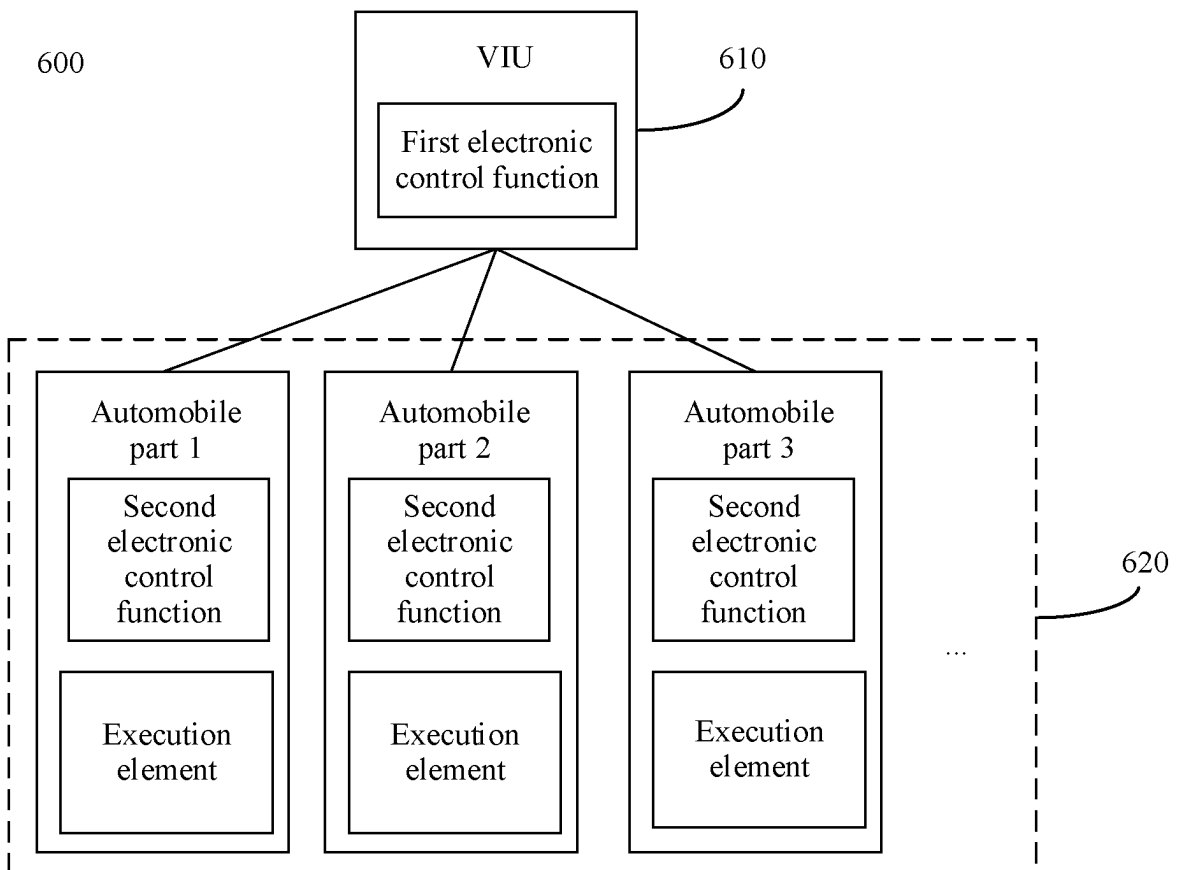 600
VIU
610
First electronic
control function
Automobile
part 1
Second
electronic
control
function
Execution
element
Automobile
part 2
Second
electronic
control
function
Execution
element
Automobile
part 3
Second
electronic
control
function
Execution
element
...
620